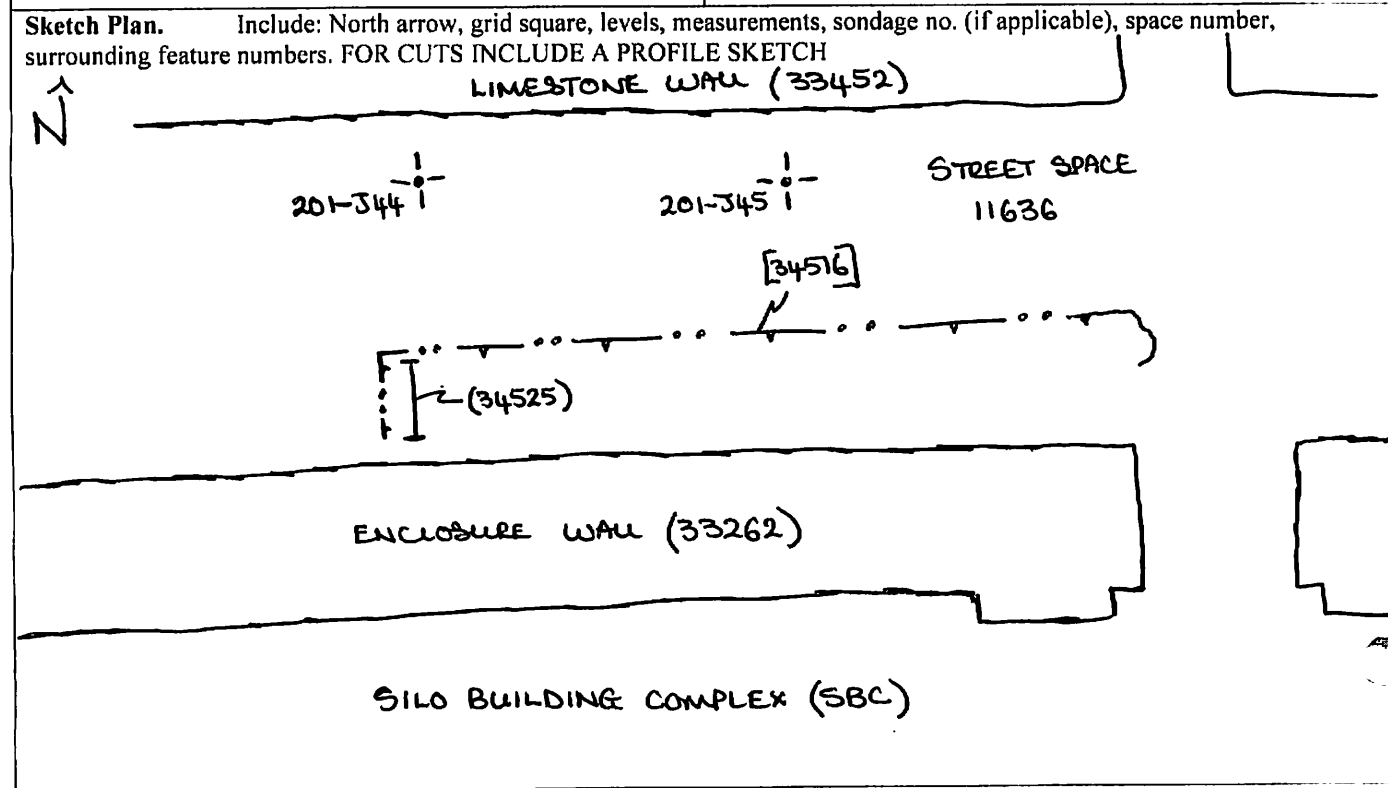 Sketch Plan. Include: North arrow, grid square, levels, measurements, sondage no. (if applicable), space number,
surrounding feature numbers. FOR CUTS INCLUDE A PROFILE SKETCH
LIMESTONE WALL (33452)
N
201-J44
201-J45
STREET SPACE
11636
[34516]
(34525)
ENCLOSURE WALL (33262)
SILO BUILDING COMPLEX (SBC)